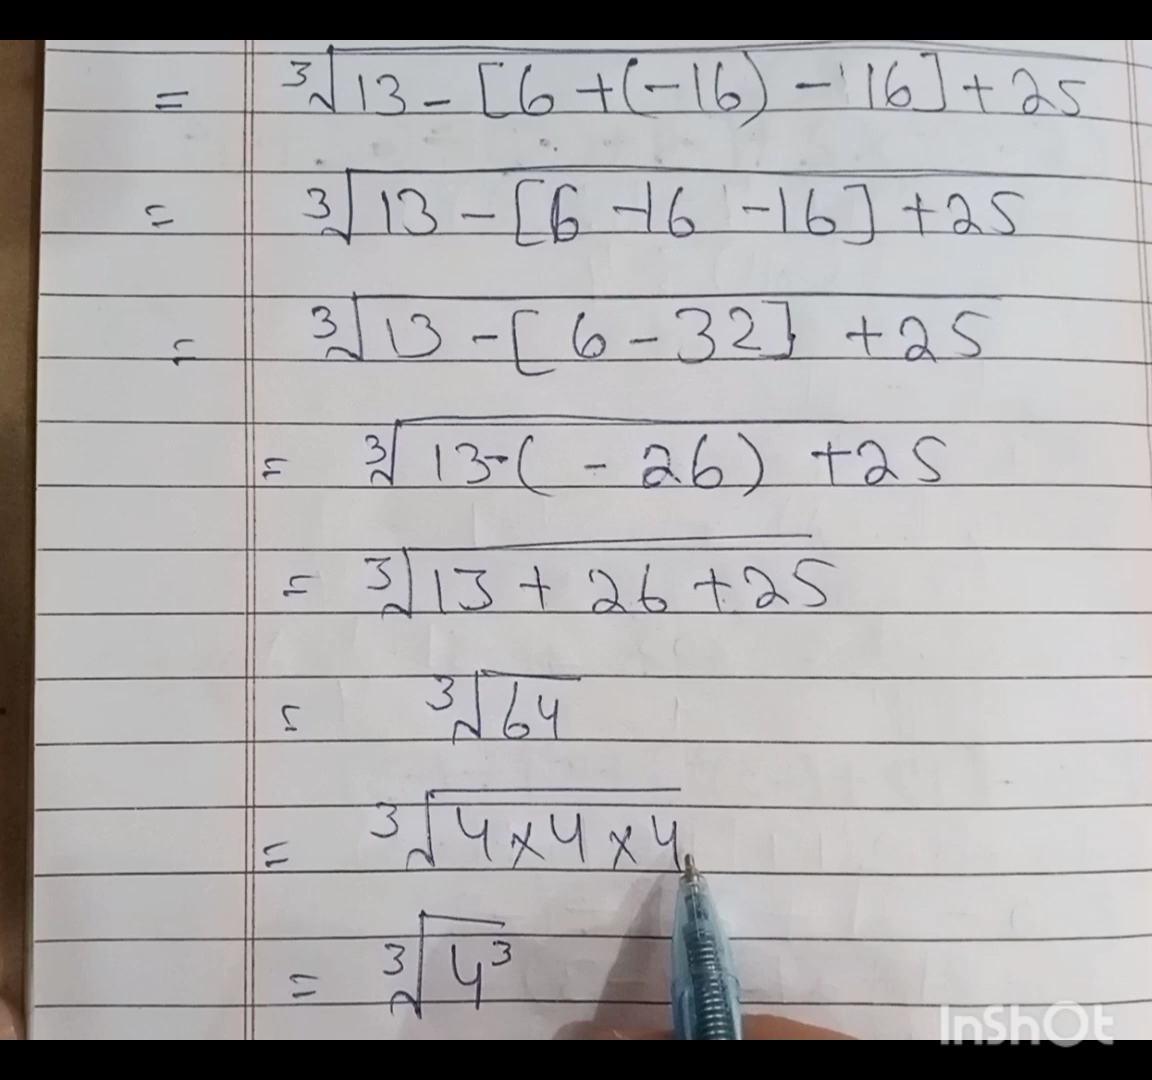 = ∛13 - [6 + (-16) - 16] + 25
= ∛13 - [6 - 16 - 16] + 25
= ∛13 - [6 - 32] + 25
= ∛13 - ( - 26) + 25
= ∛13 + 26 + 25
= ∛64
= ∛4 × 4 × 4
= ∛4³
InShOt